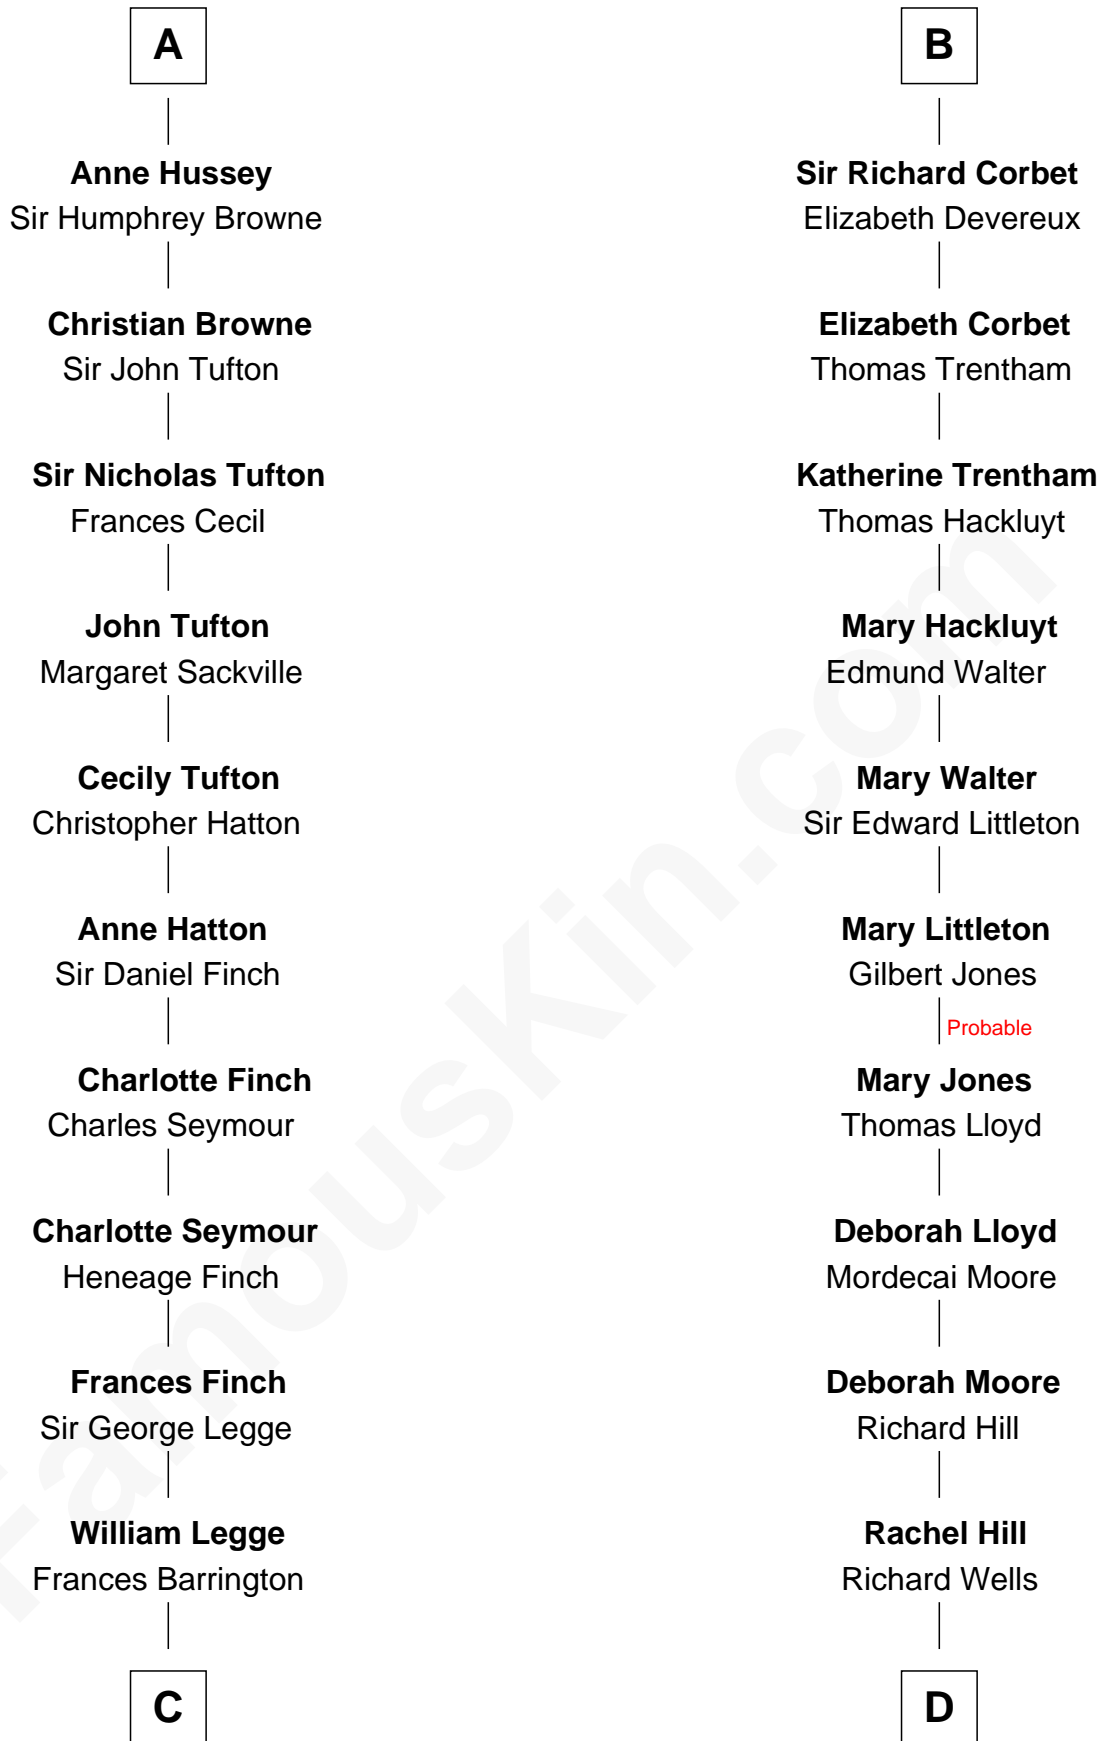 A
Anne Hussey
Sir Humphrey Browne
Christian Browne
Sir John Tufton
Sir Nicholas Tufton
Frances Cecil
John Tufton
Margaret Sackville
Cecily Tufton
Christopher Hatton
Anne Hatton
Sir Daniel Finch
Charlotte Finch
Charles Seymour
Charlotte Seymour
Heneage Finch
Frances Finch
Sir George Legge
William Legge
Frances Barrington
C
B
Sir Richard Corbet
Elizabeth Devereux
Elizabeth Corbet
Thomas Trentham
Katherine Trentham
Thomas Hackluyt
Mary Hackluyt
Edmund Walter
Mary Walter
Sir Edward Littleton
Mary Littleton
Gilbert Jones
Probable
Mary Jones
Thomas Lloyd
Deborah Lloyd
Mordecai Moore
Deborah Moore
Richard Hill
Rachel Hill
Richard Wells
D
FamousKin.com